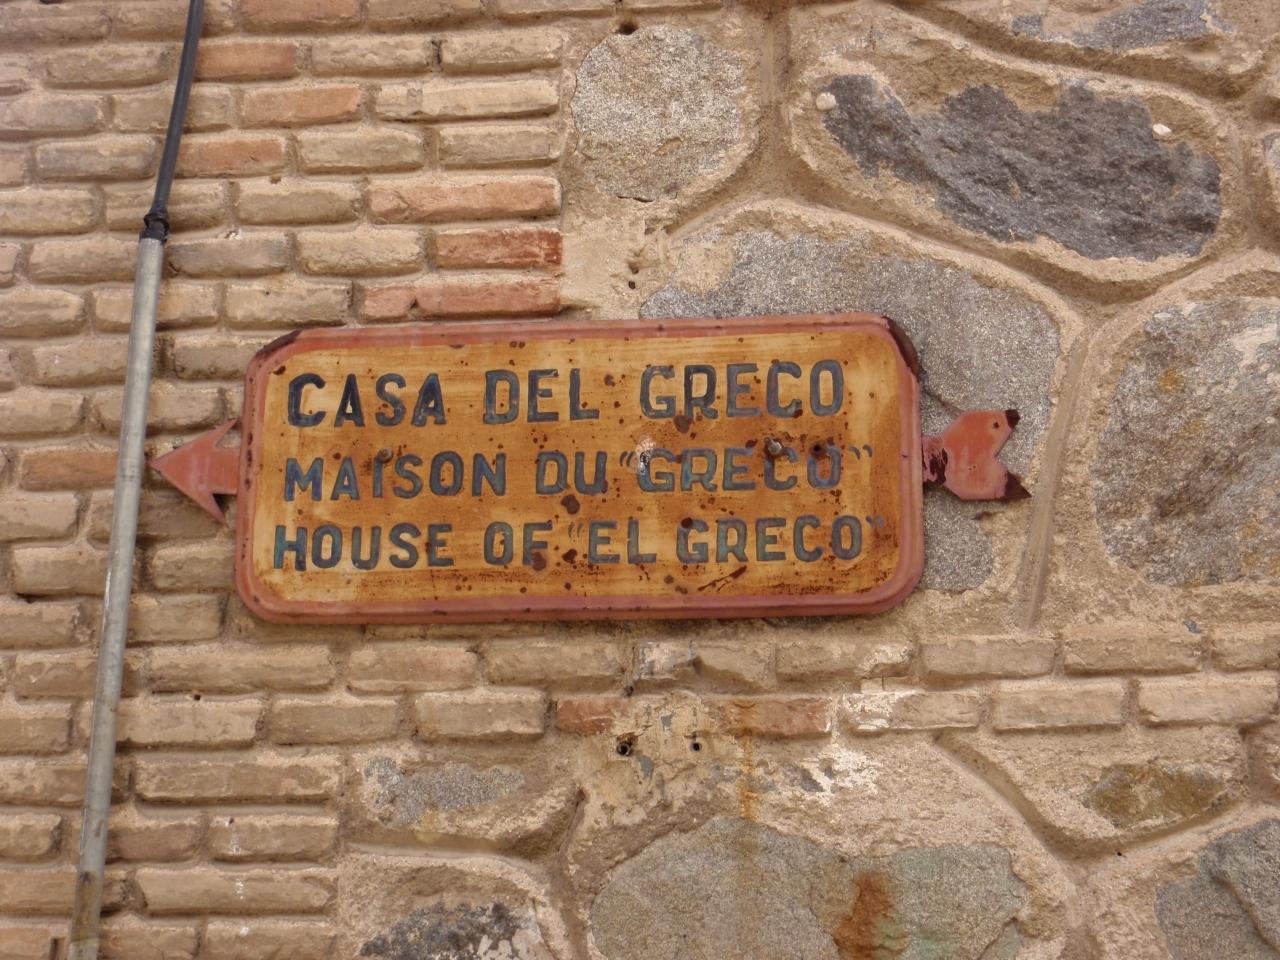 CASA DEL GRECO
MAISON DU "GRECO"
HOUSE OF "EL GRECO"